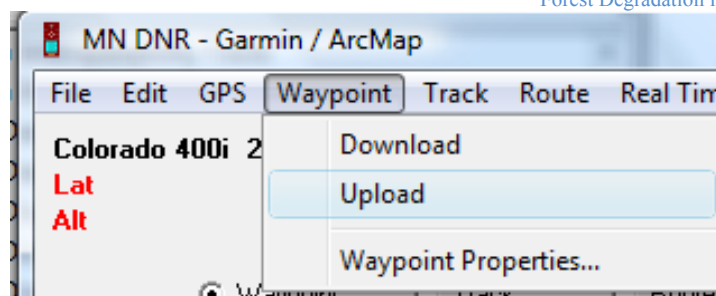 Forest Degradation
MN DNR - Garmin / ArcMap
File Edit GPS Waypoint Track Route Real Tim
Colorado 400i 2
Download
Lat
Upload
Alt
Waypoint Properties...